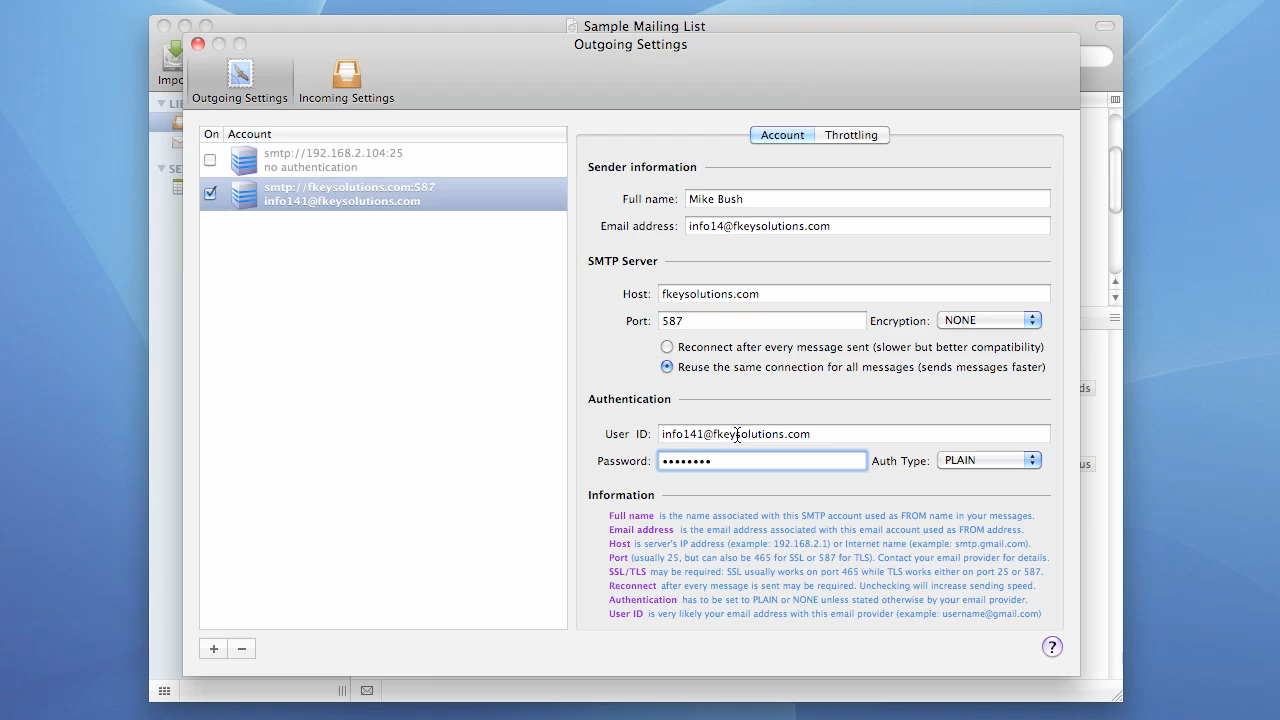 Sample Mailing List
Outgoing Settings
Outgoing Settings
Incoming Settings
On Account
smtp://192.168.2.104:25
no authentication
smtp://fkeysolutions.com:587
info141@fkeysolutions.com
Account Throttling
Sender information
Full name: Mike Bush
Email address: info14@fkeysolutions.com
SMTP Server
Host: fkeysolutions.com
Port: 587 Encryption: NONE
Reconnect after every message sent (slower but better compatibility)
Reuse the same connection for all messages (sends messages faster)
Authentication
User ID: info141@fkeysolutions.com
Password: •••••••• Auth Type: PLAIN
Information
Full name is the name associated with this SMTP account used as FROM name in your messages.
Email address is the email address associated with this email account used as FROM address.
Host is server's IP address (example: 192.168.2.1) or Internet name (example: smtp.gmail.com).
Port (usually 25, but can also be 465 for SSL or 587 for TLS). Contact your email provider for details.
SSL/TLS may be required: SSL usually works on port 465 while TLS works either on port 25 or 587.
Reconnect after every message is sent may be required. Unchecking will increase sending speed.
Authentication has to be set to PLAIN or NONE unless stated otherwise by your email provider.
User ID is very likely your email address with this email provider (example: username@gmail.com)
+ −
?